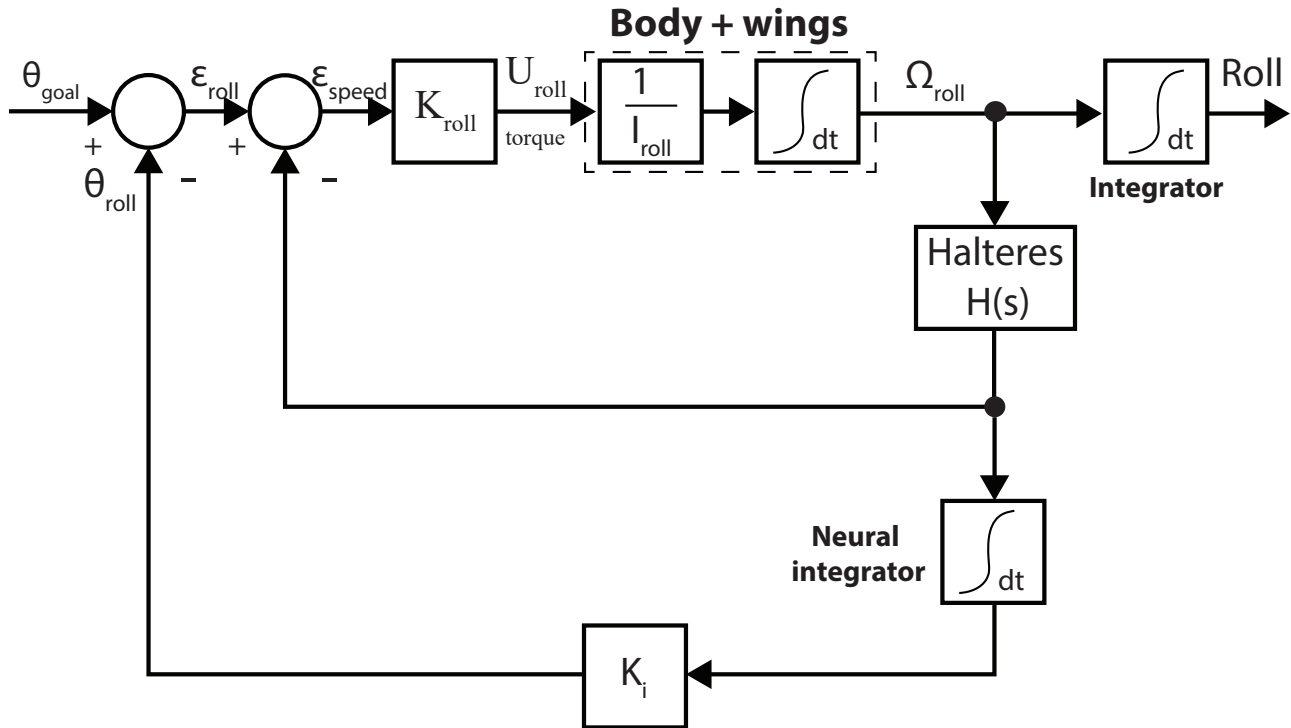 Body + wings
θgoal
εroll
εspeed
Kroll
Uroll
torque
1
Iroll
∫ dt
Ωroll
∫ dt
Roll
Integrator
+
−
θroll
+
−
Halteres
H(s)
Neural
integrator
∫ dt
Ki